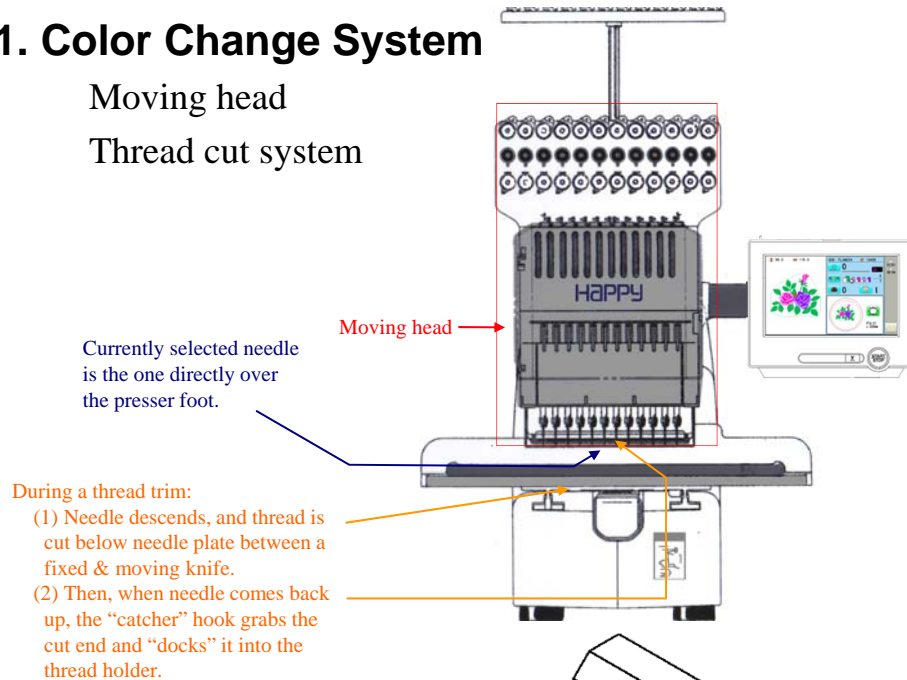 1. Color Change System
Moving head
Thread cut system
HAPPY
Moving head
Currently selected needle
is the one directly over
the presser foot.
During a thread trim:
(1) Needle descends, and thread is
cut below needle plate between a
fixed & moving knife.
(2) Then, when needle comes back
up, the “catcher” hook grabs the
cut end and “docks” it into the
thread holder.